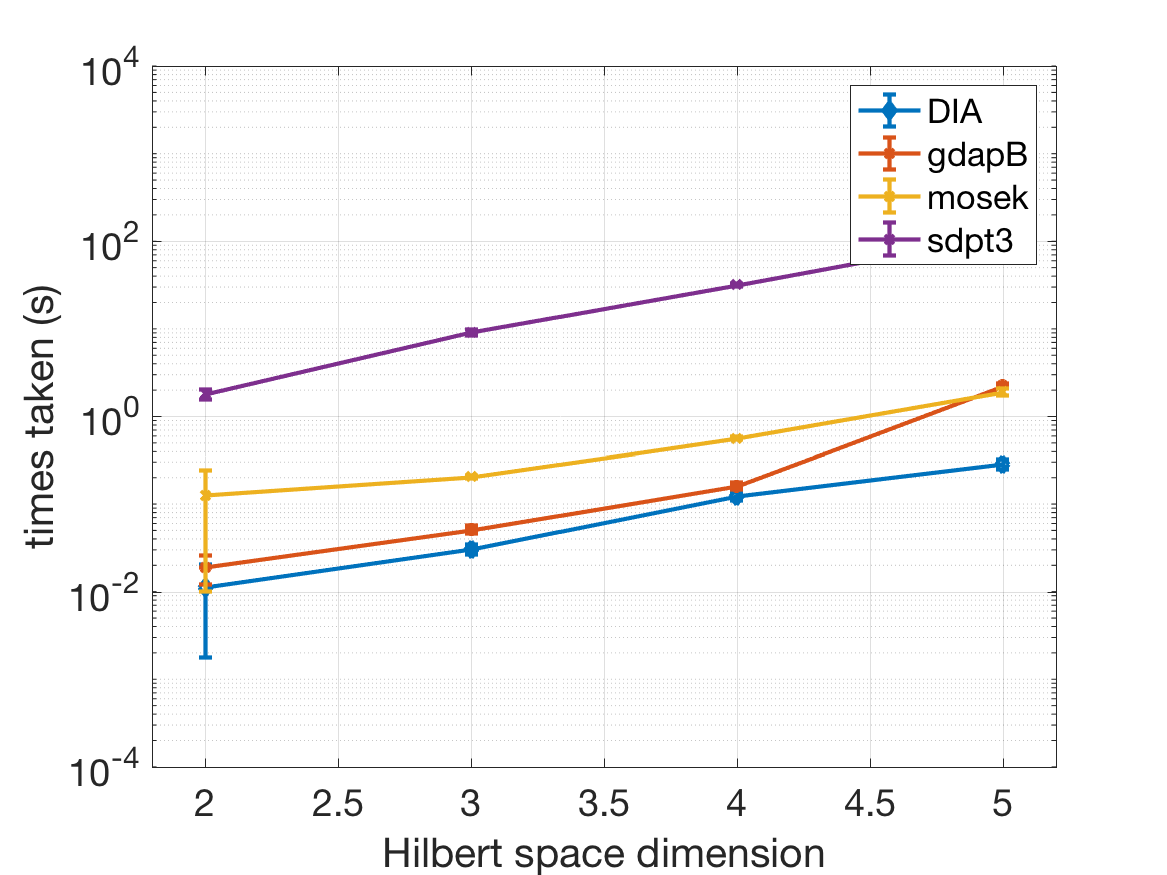 10^4
10^2
10^0
10^-2
10^-4
times taken (s)
DIA
gdapB
mosek
sdpt3
2
2.5
3
3.5
4
4.5
5
Hilbert space dimension